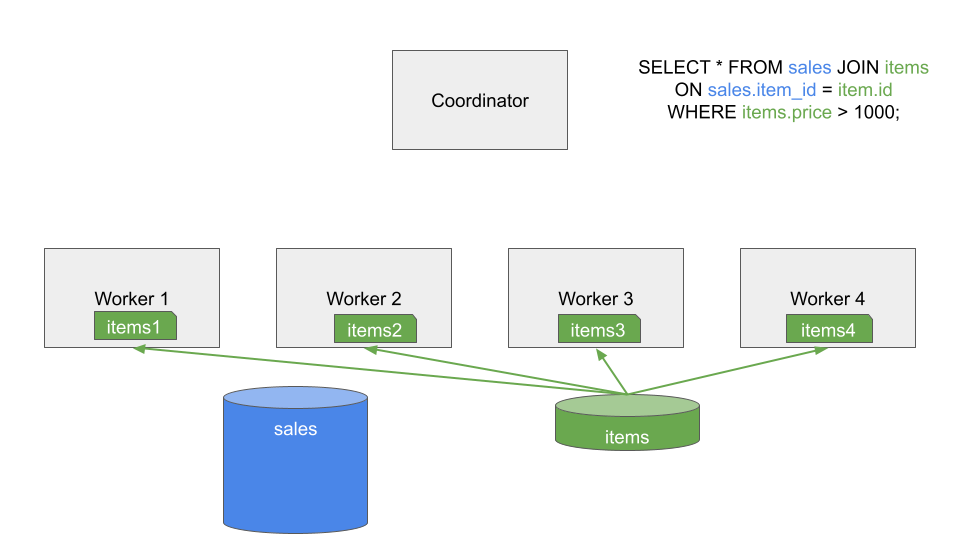 Coordinator
SELECT * FROM sales JOIN items
ON sales.item_id = item.id
WHERE items.price > 1000;
Worker 1
items1
Worker 2
items2
Worker 3
items3
Worker 4
items4
sales
items